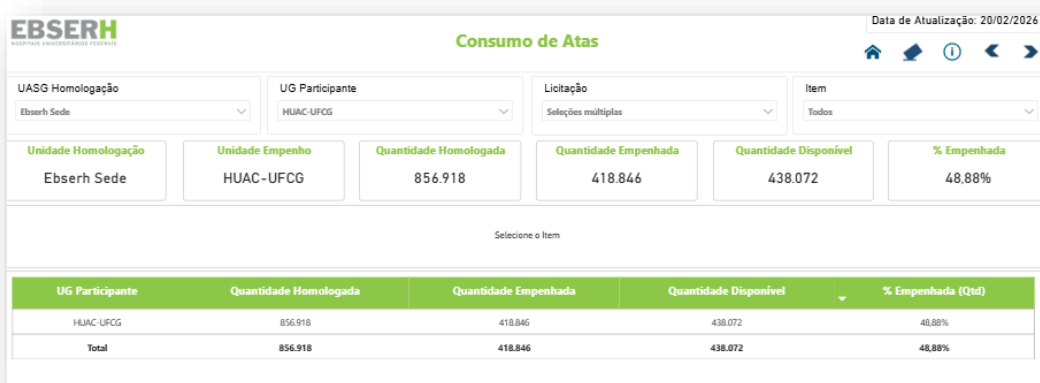 EBSERH
HOSPITAIS UNIVERSITÁRIOS FEDERAIS
Consumo de Atas
Data de Atualização: 20/02/2026
UASG Homologação
Ebserh Sede
UG Participante
HUAC-UFCG
Licitação
Seleções múltiplas
Item
Todos
Unidade Homologação
Ebserh Sede
Unidade Empenho
HUAC-UFCG
Quantidade Homologada
856.918
Quantidade Empenhada
418.846
Quantidade Disponível
438.072
% Empenhada
48,88%
Selecione o Item
UG Participante Quantidade Homologada Quantidade Empenhada Quantidade Disponível % Empenhada (Qtd)
HUAC-UFCG 856.918 418.846 438.072 48,88%
Total 856.918 418.846 438.072 48,88%